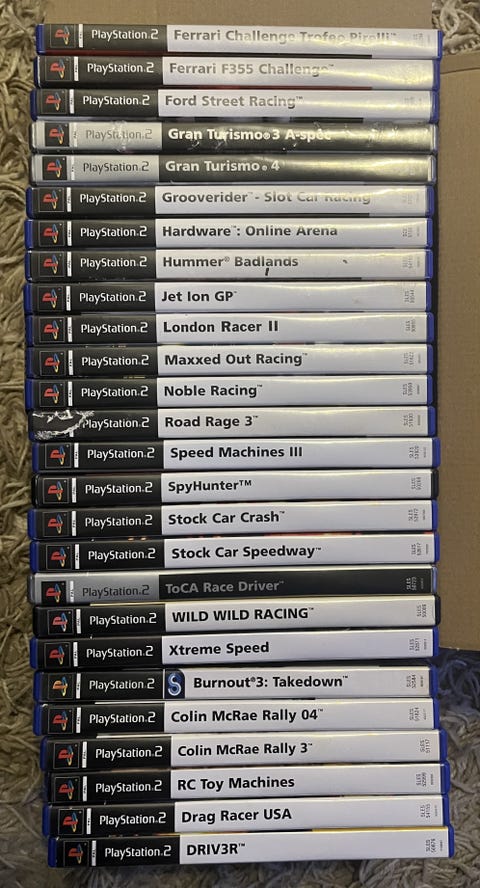 PlayStation.2 Ferrari Challenge Trofeo Pirelli™
PlayStation.2 Ferrari F355 Challenge™
PlayStation.2 Ford Street Racing™
PlayStation.2 Gran Turismo®3 A-spec
PlayStation.2 Gran Turismo®4
PlayStation.2 Grooverider™ - Slot Car Racing
PlayStation.2 Hardware™: Online Arena
PlayStation.2 Hummer® Badlands
PlayStation.2 Jet Ion GP™
PlayStation.2 London Racer II
PlayStation.2 Maxxed Out Racing™
PlayStation.2 Noble Racing™
PlayStation.2 Road Rage 3™
PlayStation.2 Speed Machines III
PlayStation.2 SpyHunter™
PlayStation.2 Stock Car Crash™
PlayStation.2 Stock Car Speedway™
PlayStation.2 ToCA Race Driver™
PlayStation.2 WILD WILD RACING™
PlayStation.2 Xtreme Speed
PlayStation.2 Burnout®3: Takedown™
PlayStation.2 Colin McRae Rally 04™
PlayStation.2 Colin McRae Rally 3™
PlayStation.2 RC Toy Machines
PlayStation.2 Drag Racer USA
PlayStation.2 DRIV3R™